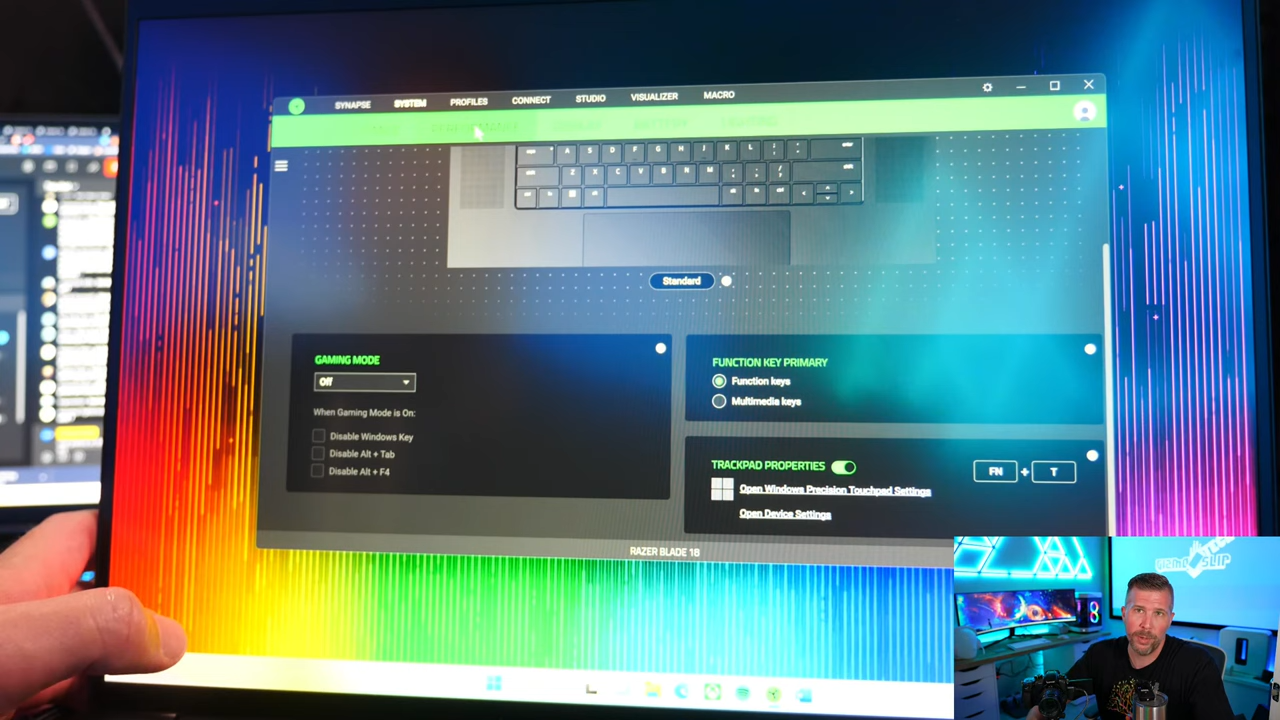 SYNAPSE SYSTEM PROFILES CONNECT STUDIO VISUALIZER MACRO
A S D F G H J K L
Z X C V B N M
Standard
GAMING MODE
Off
When Gaming Mode is On:
Disable Windows Key
Disable Alt + Tab
Disable Alt + F4
FUNCTION KEY PRIMARY
Function keys
Multimedia keys
TRACKPAD PROPERTIES FN + T
Open Windows Precision Touchpad Settings
Open Device Settings
RAZER BLADE 18
GIZMO SLIP